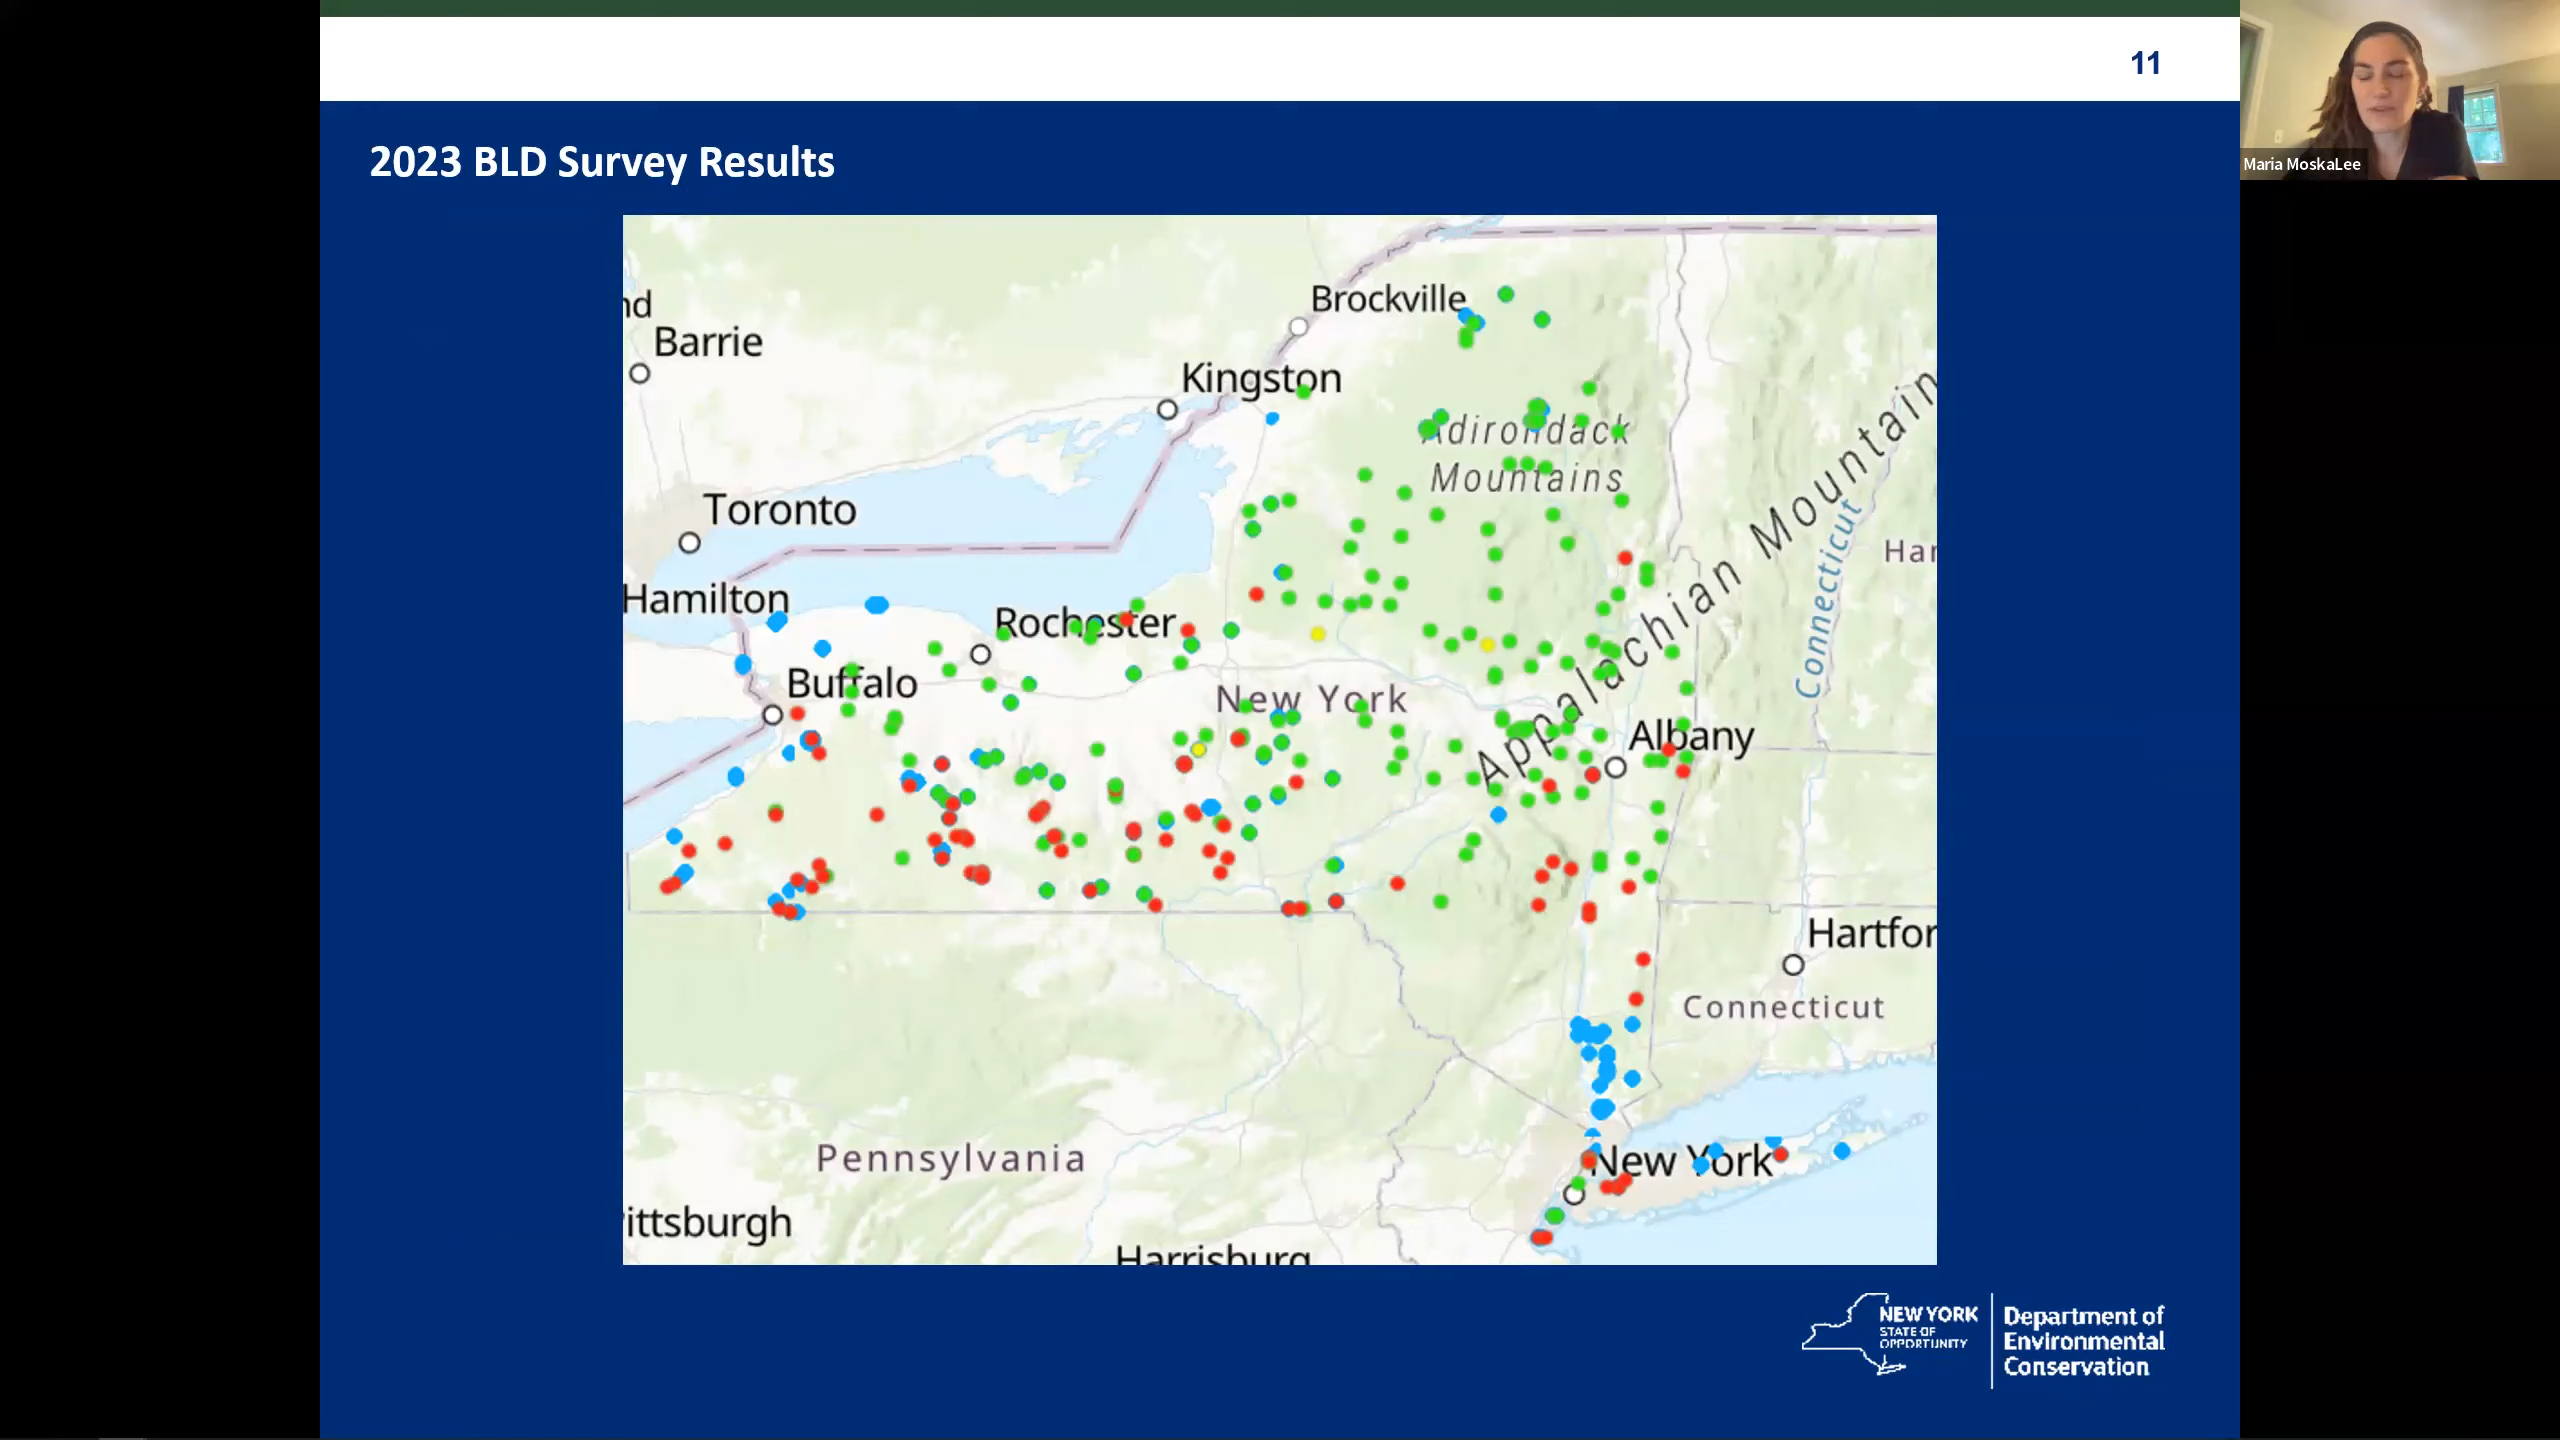 11
Maria MoskaLee
2023 BLD Survey Results
nd
Barrie
Brockville
Kingston
Adirondack
Mountains
Toronto
Hamilton
Rochester
Buffalo
New York
Appalachian Mountain
Connecticut
Har
Albany
Hartfor
Connecticut
Pennsylvania
New York
ittsburgh
Harrisburg
NEW YORK
STATE OF
OPPORTUNITY
Department of
Environmental
Conservation